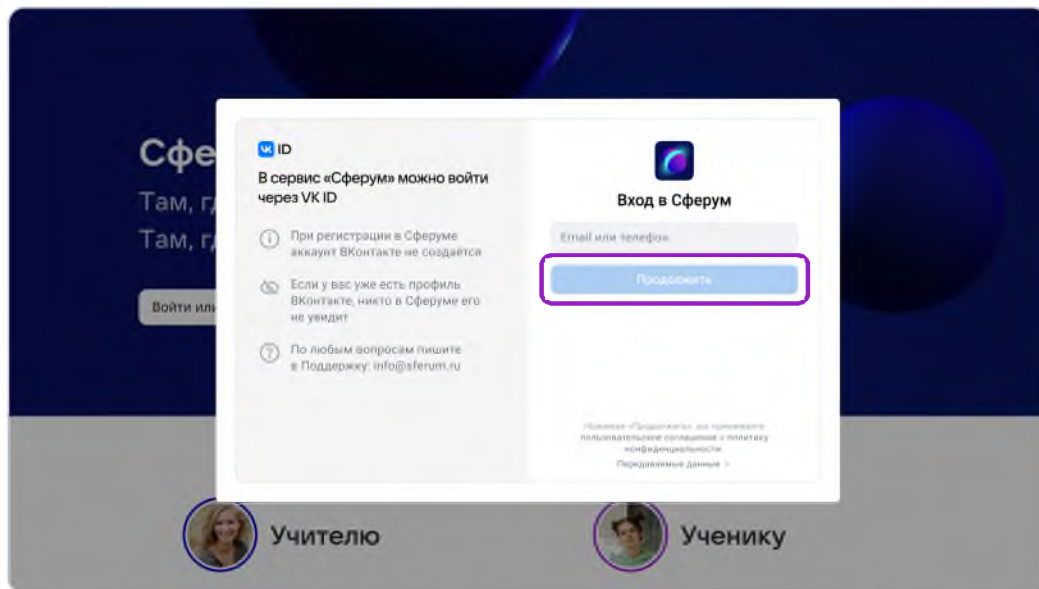 Сфе
Там, г
Там, г
Войти или
VK ID
В сервис «Сферум» можно войти
через VK ID
При регистрации в Сферуме
аккаунт ВКонтакте не создаётся
Если у вас уже есть профиль
ВКонтакте, никто в Сферуме его
не увидит
По любым вопросам пишите
в Поддержку: info@sferum.ru
Вход в Сферум
Email или телефон
Продолжить
Нажимая «Продолжить», вы принимаете
пользовательское соглашение и политику
конфиденциальности.
Передаваемые данные >
Учителю
Ученику